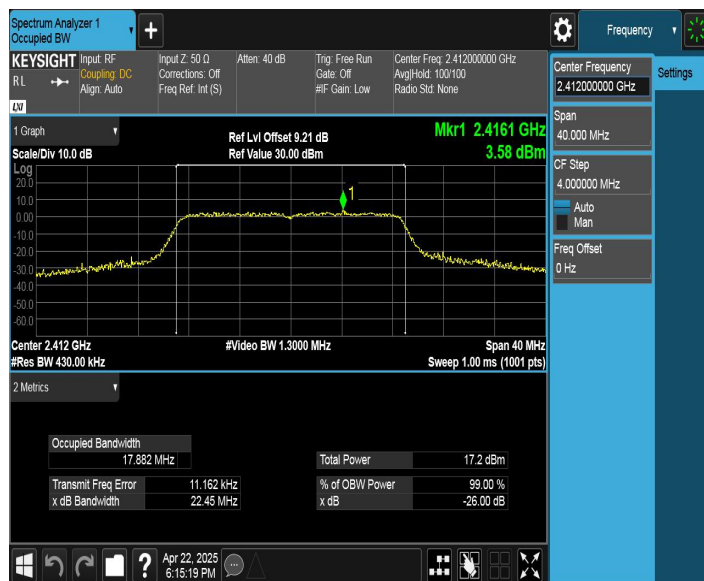 Spectrum Analyzer 1
Occupied BW
+
Frequency
KEYSIGHT
R L
LXI
Input: RF
Coupling: DC
Align: Auto
Input Z: 50 Ω
Corrections: Off
Freq Ref: Int (S)
Atten: 40 dB
Trig: Free Run
Gate: Off
#IF Gain: Low
Center Freq: 2.412000000 GHz
Avg|Hold: 100/100
Radio Std: None
Center Frequency
2.412000000 GHz
Settings
Span
40.000 MHz
CF Step
4.000000 MHz
Auto
Man
Freq Offset
0 Hz
1 Graph
Scale/Div 10.0 dB
Ref Lvl Offset 9.21 dB
Ref Value 30.00 dBm
Mkr1 2.4161 GHz
3.58 dBm
Log
20.0
10.0
0.00
-10.0
-20.0
-30.0
-40.0
-50.0
-60.0
1
Center 2.412 GHz
#Res BW 430.00 kHz
#Video BW 1.3000 MHz
Span 40 MHz
Sweep 1.00 ms (1001 pts)
2 Metrics
Occupied Bandwidth
17.882 MHz
Transmit Freq Error 11.162 kHz
x dB Bandwidth 22.45 MHz
Total Power 17.2 dBm
% of OBW Power 99.00 %
x dB -26.00 dB
?
Apr 22, 2025
6:15:19 PM